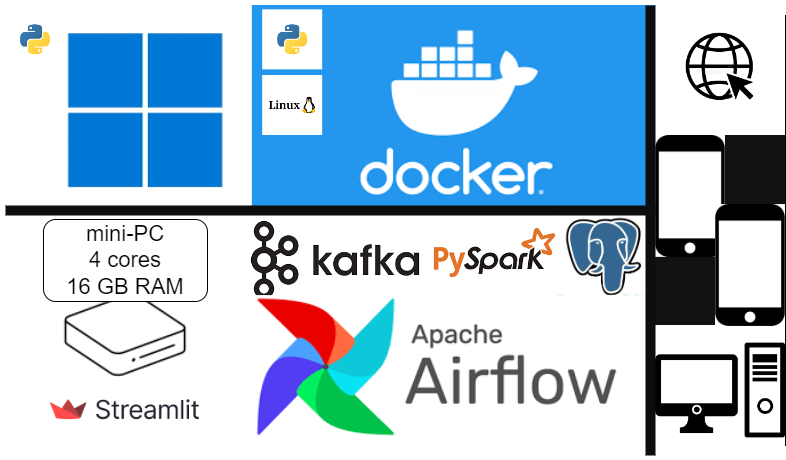 Linux
docker
mini-PC
4 cores
16 GB RAM
kafka
PySpark
Streamlit
Apache
Airflow